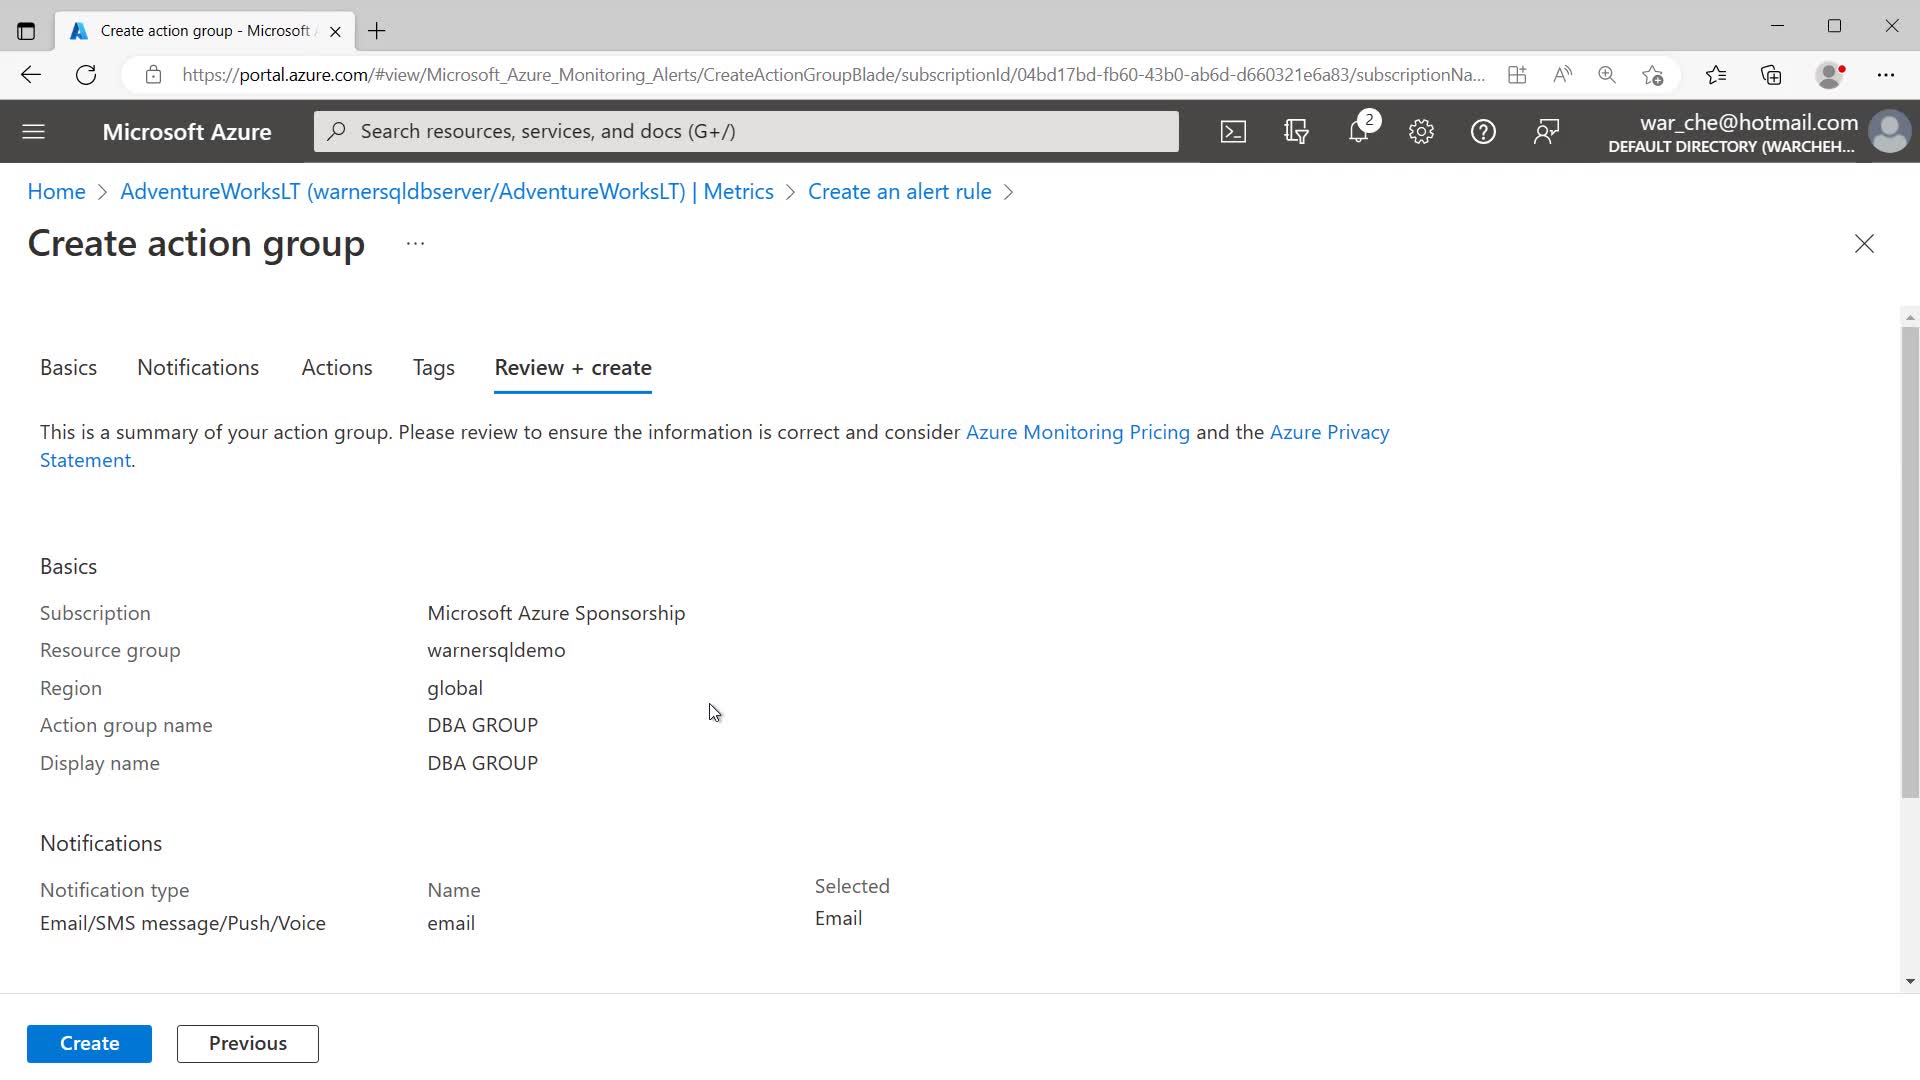 Create action group - Microsoft
https://portal.azure.com/#view/Microsoft_Azure_Monitoring_Alerts/CreateActionGroupBlade/subscriptionId/04bd17bd-fb60-43b0-ab6d-d660321e6a83/subscriptionNa...
Microsoft Azure
Search resources, services, and docs (G+/)
2
war_che@hotmail.com
DEFAULT DIRECTORY (WARCHEH...
Home > AdventureWorksLT (warnersqldbserver/AdventureWorksLT) | Metrics > Create an alert rule >
Create action group ...
Basics Notifications Actions Tags Review + create
This is a summary of your action group. Please review to ensure the information is correct and consider Azure Monitoring Pricing and the Azure Privacy
Statement.
Basics
Subscription Microsoft Azure Sponsorship
Resource group warnersqldemo
Region global
Action group name DBA GROUP
Display name DBA GROUP
Notifications
Notification type Name Selected
Email/SMS message/Push/Voice email Email
Create Previous